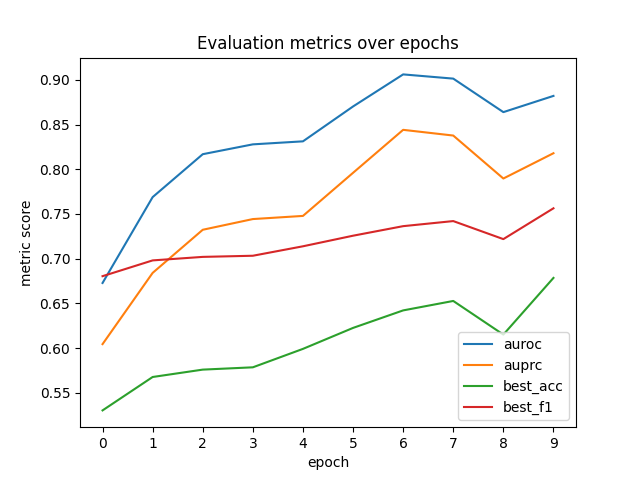 Evaluation metrics over epochs
metric score
0.90
0.85
0.80
0.75
0.70
0.65
0.60
0.55
auroc
auprc
best_acc
best_f1
0 1 2 3 4 5 6 7 8 9
epoch